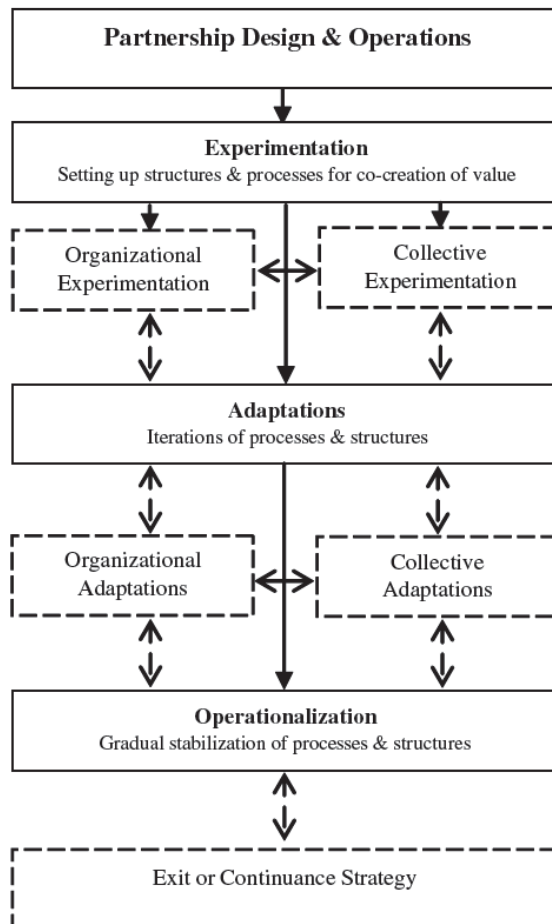 Partnership Design & Operations
Experimentation
Setting up structures & processes for co-creation of value
Organizational
Experimentation
Collective
Experimentation
Adaptations
Iterations of processes & structures
Organizational
Adaptations
Collective
Adaptations
Operationalization
Gradual stabilization of processes & structures
Exit or Continuance Strategy